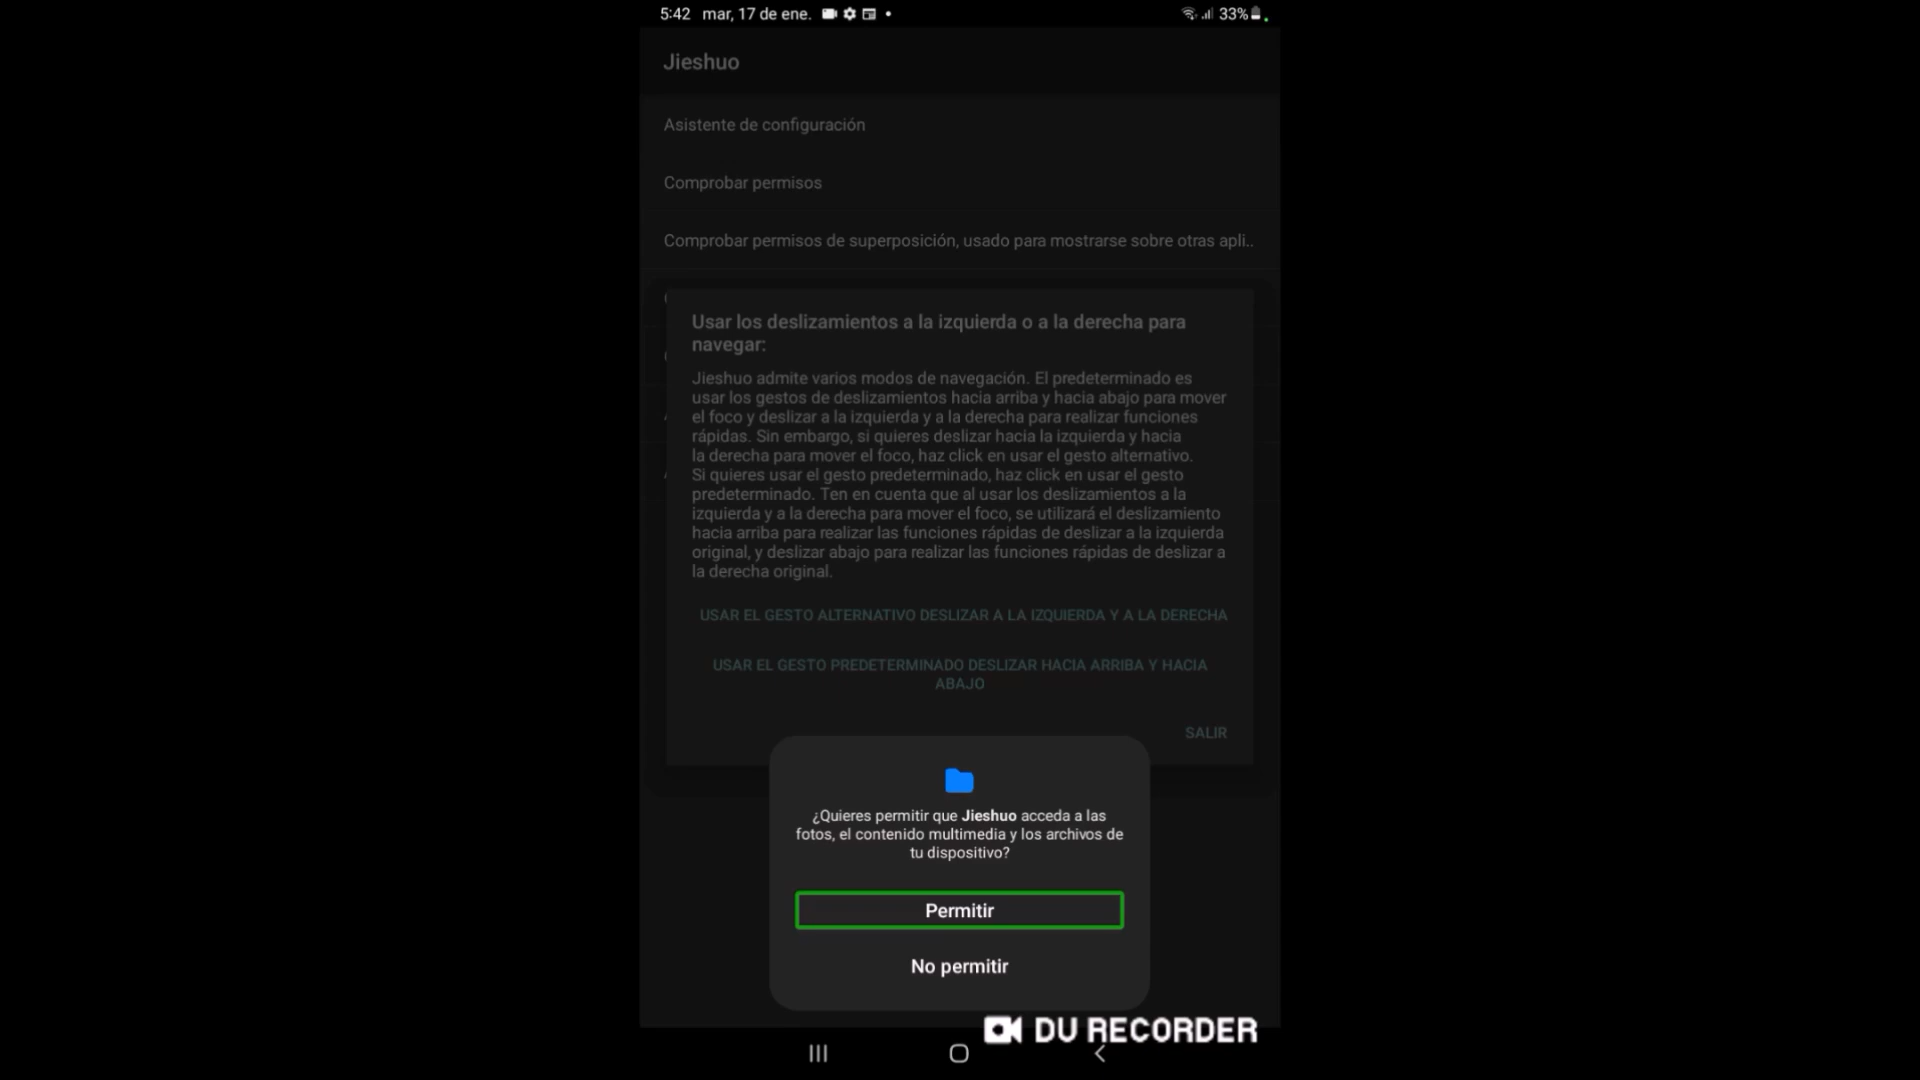 5:42 mar, 17 de ene. 33%
Jieshuo
Asistente de configuración
Comprobar permisos
Comprobar permisos de superposición, usado para mostrarse sobre otras apli..
Usar los deslizamientos a la izquierda o a la derecha para
navegar:
Jieshuo admite varios modos de navegación. El predeterminado es
usar los gestos de deslizamientos hacia arriba y hacia abajo para mover
el foco y deslizar a la izquierda y a la derecha para realizar funciones
rápidas. Sin embargo, si quieres deslizar hacia la izquierda y hacia
la derecha para mover el foco, haz click en usar el gesto alternativo.
Si quieres usar el gesto predeterminado, haz click en usar el gesto
predeterminado. Ten en cuenta que al usar los deslizamientos a la
izquierda y a la derecha para mover el foco, se utilizará el deslizamiento
hacia arriba para realizar las funciones rápidas de deslizar a la izquierda
original, y deslizar abajo para realizar las funciones rápidas de deslizar a
la derecha original.
USAR EL GESTO ALTERNATIVO DESLIZAR A LA IZQUIERDA Y A LA DERECHA
USAR EL GESTO PREDETERMINADO DESLIZAR HACIA ARRIBA Y HACIA
ABAJO
SALIR
¿Quieres permitir que Jieshuo acceda a las
fotos, el contenido multimedia y los archivos de
tu dispositivo?
Permitir
No permitir
DU RECORDER